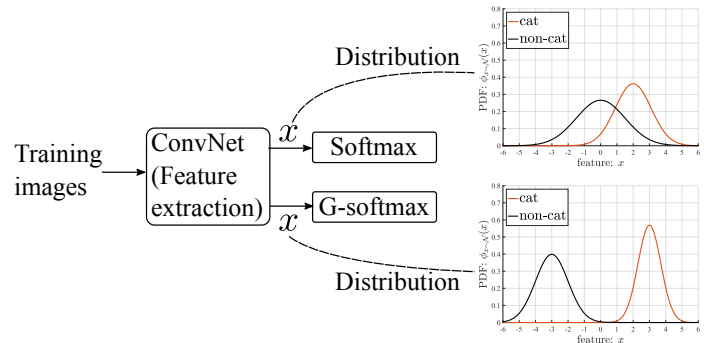 Training
images
ConvNet
(Feature
extraction)
x
Softmax
x
G-softmax
Distribution
Distribution
cat
non-cat
PDF: ϕx∼𝒩(x)
0.8
0.7
0.6
0.5
0.4
0.3
0.2
0.1
0
-6 -5 -4 -3 -2 -1 0 1 2 3 4 5 6
feature: x
cat
non-cat
PDF: ϕx∼𝒩(x)
0.8
0.7
0.6
0.5
0.4
0.3
0.2
0.1
0
-6 -5 -4 -3 -2 -1 0 1 2 3 4 5 6
feature: x